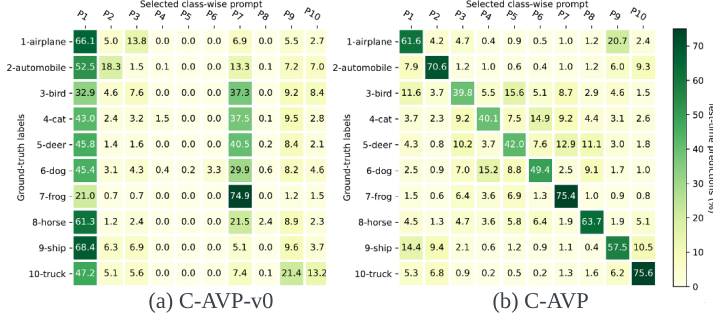 Selected class-wise prompt
Selected class-wise prompt
P1 P2 P3 P4 P5 P6 P7 P8 P9 P10
P1 P2 P3 P4 P5 P6 P7 P8 P9 P10
Ground-truth labels
1-airplane 66.1 5.0 13.8 0.0 0.0 0.0 6.9 0.0 5.5 2.7
2-automobile 52.5 18.3 1.5 0.1 0.0 0.0 13.3 0.1 7.2 7.0
3-bird 32.9 4.6 7.6 0.0 0.0 0.0 37.3 0.0 9.2 8.4
4-cat 43.0 2.4 3.2 1.5 0.0 0.0 37.5 0.1 9.5 2.8
5-deer 45.8 1.4 1.6 0.0 0.0 0.0 40.5 0.2 8.4 2.1
6-dog 45.4 3.1 4.3 0.4 0.2 3.3 29.9 0.6 8.2 4.6
7-frog 21.0 0.7 0.7 0.0 0.0 0.0 74.9 0.0 1.2 1.5
8-horse 61.3 1.2 2.4 0.0 0.0 0.0 21.5 2.4 8.9 2.3
9-ship 68.4 6.3 6.9 0.0 0.0 0.0 5.1 0.0 9.6 3.7
10-truck 47.2 5.1 5.6 0.0 0.0 0.0 7.4 0.1 21.4 13.2
(a) C-AVP-v0
Ground-truth labels
1-airplane 61.6 4.2 4.7 0.4 0.9 0.5 1.0 1.2 20.7 2.4
2-automobile 7.9 70.6 1.2 1.0 0.5 0.4 1.0 1.2 6.0 9.3
3-bird 11.6 3.7 39.8 5.5 15.6 5.1 8.7 2.9 4.6 1.5
4-cat 3.7 2.3 9.2 40.1 7.5 14.9 9.2 4.4 3.1 2.6
5-deer 4.3 0.8 10.2 3.7 42.0 7.6 12.9 11.1 3.0 1.8
6-dog 2.4 0.7 4.0 15.2 8.8 49.4 2.5 9.1 1.7 1.0
7-frog 1.5 0.9 4.4 6.4 3.6 6.9 75.4 1.0 0.9 0.8
8-horse 4.5 1.3 4.7 3.6 5.8 6.4 1.9 63.7 1.9 5.1
9-ship 14.4 9.4 2.1 0.6 1.2 0.9 1.1 0.4 57.5 10.5
10-truck 5.3 6.8 0.9 1.2 0.5 0.2 1.3 1.6 6.2 75.6
(b) C-AVP
70
60
50
40
30
20
10
0
predictions (%)